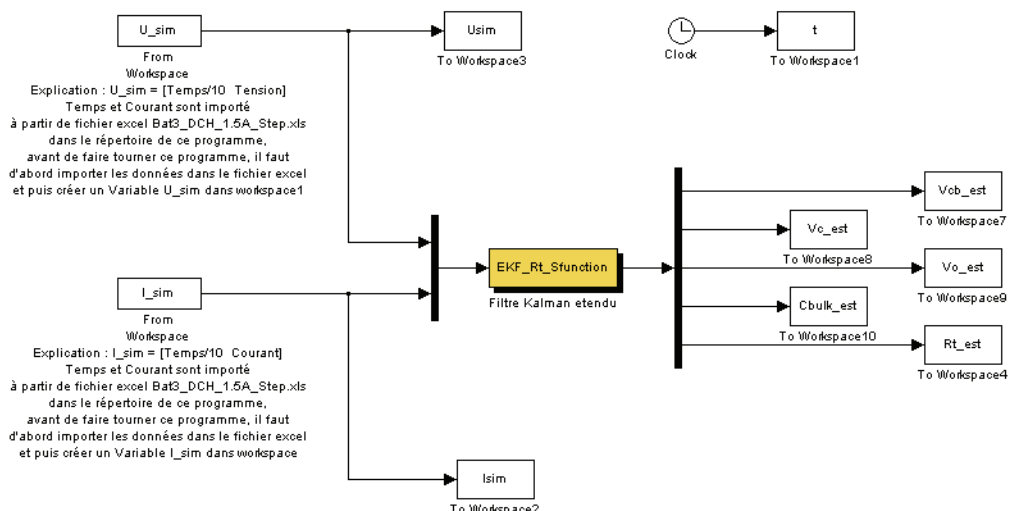 U_sim
From
Workspace
Explication : U_sim = [Temps/10  Tension]
Temps et Courant sont importé
à partir de fichier excel Bat3_DCH_1.5A_Step.xls
dans le répertoire de ce programme,
avant de faire tourner ce programme, il faut
d'abord importer les données dans le fichier excel
et puis créer un Variable U_sim dans workspace1
Usim
To Workspace3
Clock
t
To Workspace1
EKF_Rt_Sfunction
Filtre Kalman etendu
Vcb_est
To Workspace7
Vc_est
To Workspace8
Vo_est
To Workspace9
Cbulk_est
To Workspace10
Rt_est
To Workspace4
I_sim
From
Workspace
Explication : I_sim = [Temps/10  Courant]
Temps et Courant sont importé
à partir de fichier excel Bat3_DCH_1.5A_Step.xls
dans le répertoire de ce programme,
avant de faire tourner ce programme, il faut
d'abord importer les données dans le fichier excel
et puis créer un Variable I_sim dans workspace
Isim
To Workspace2